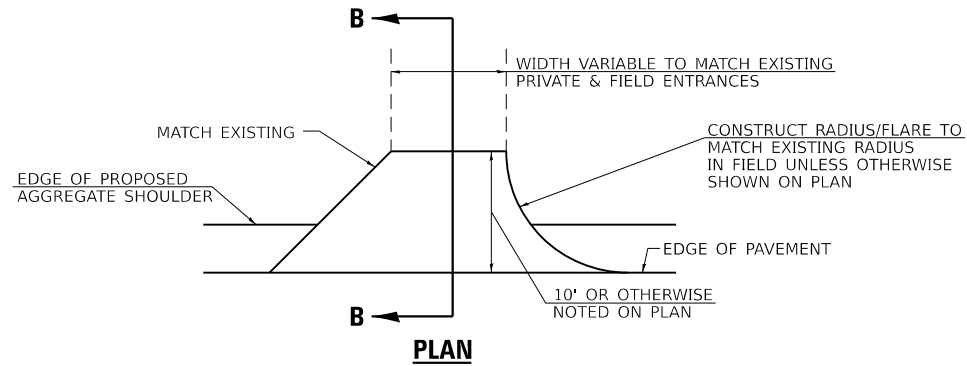 B
WIDTH VARIABLE TO MATCH EXISTING
PRIVATE & FIELD ENTRANCES
MATCH EXISTING
CONSTRUCT RADIUS/FLARE TO
MATCH EXISTING RADIUS
IN FIELD UNLESS OTHERWISE
SHOWN ON PLAN
EDGE OF PROPOSED
AGGREGATE SHOULDER
EDGE OF PAVEMENT
10' OR OTHERWISE
NOTED ON PLAN
B
PLAN